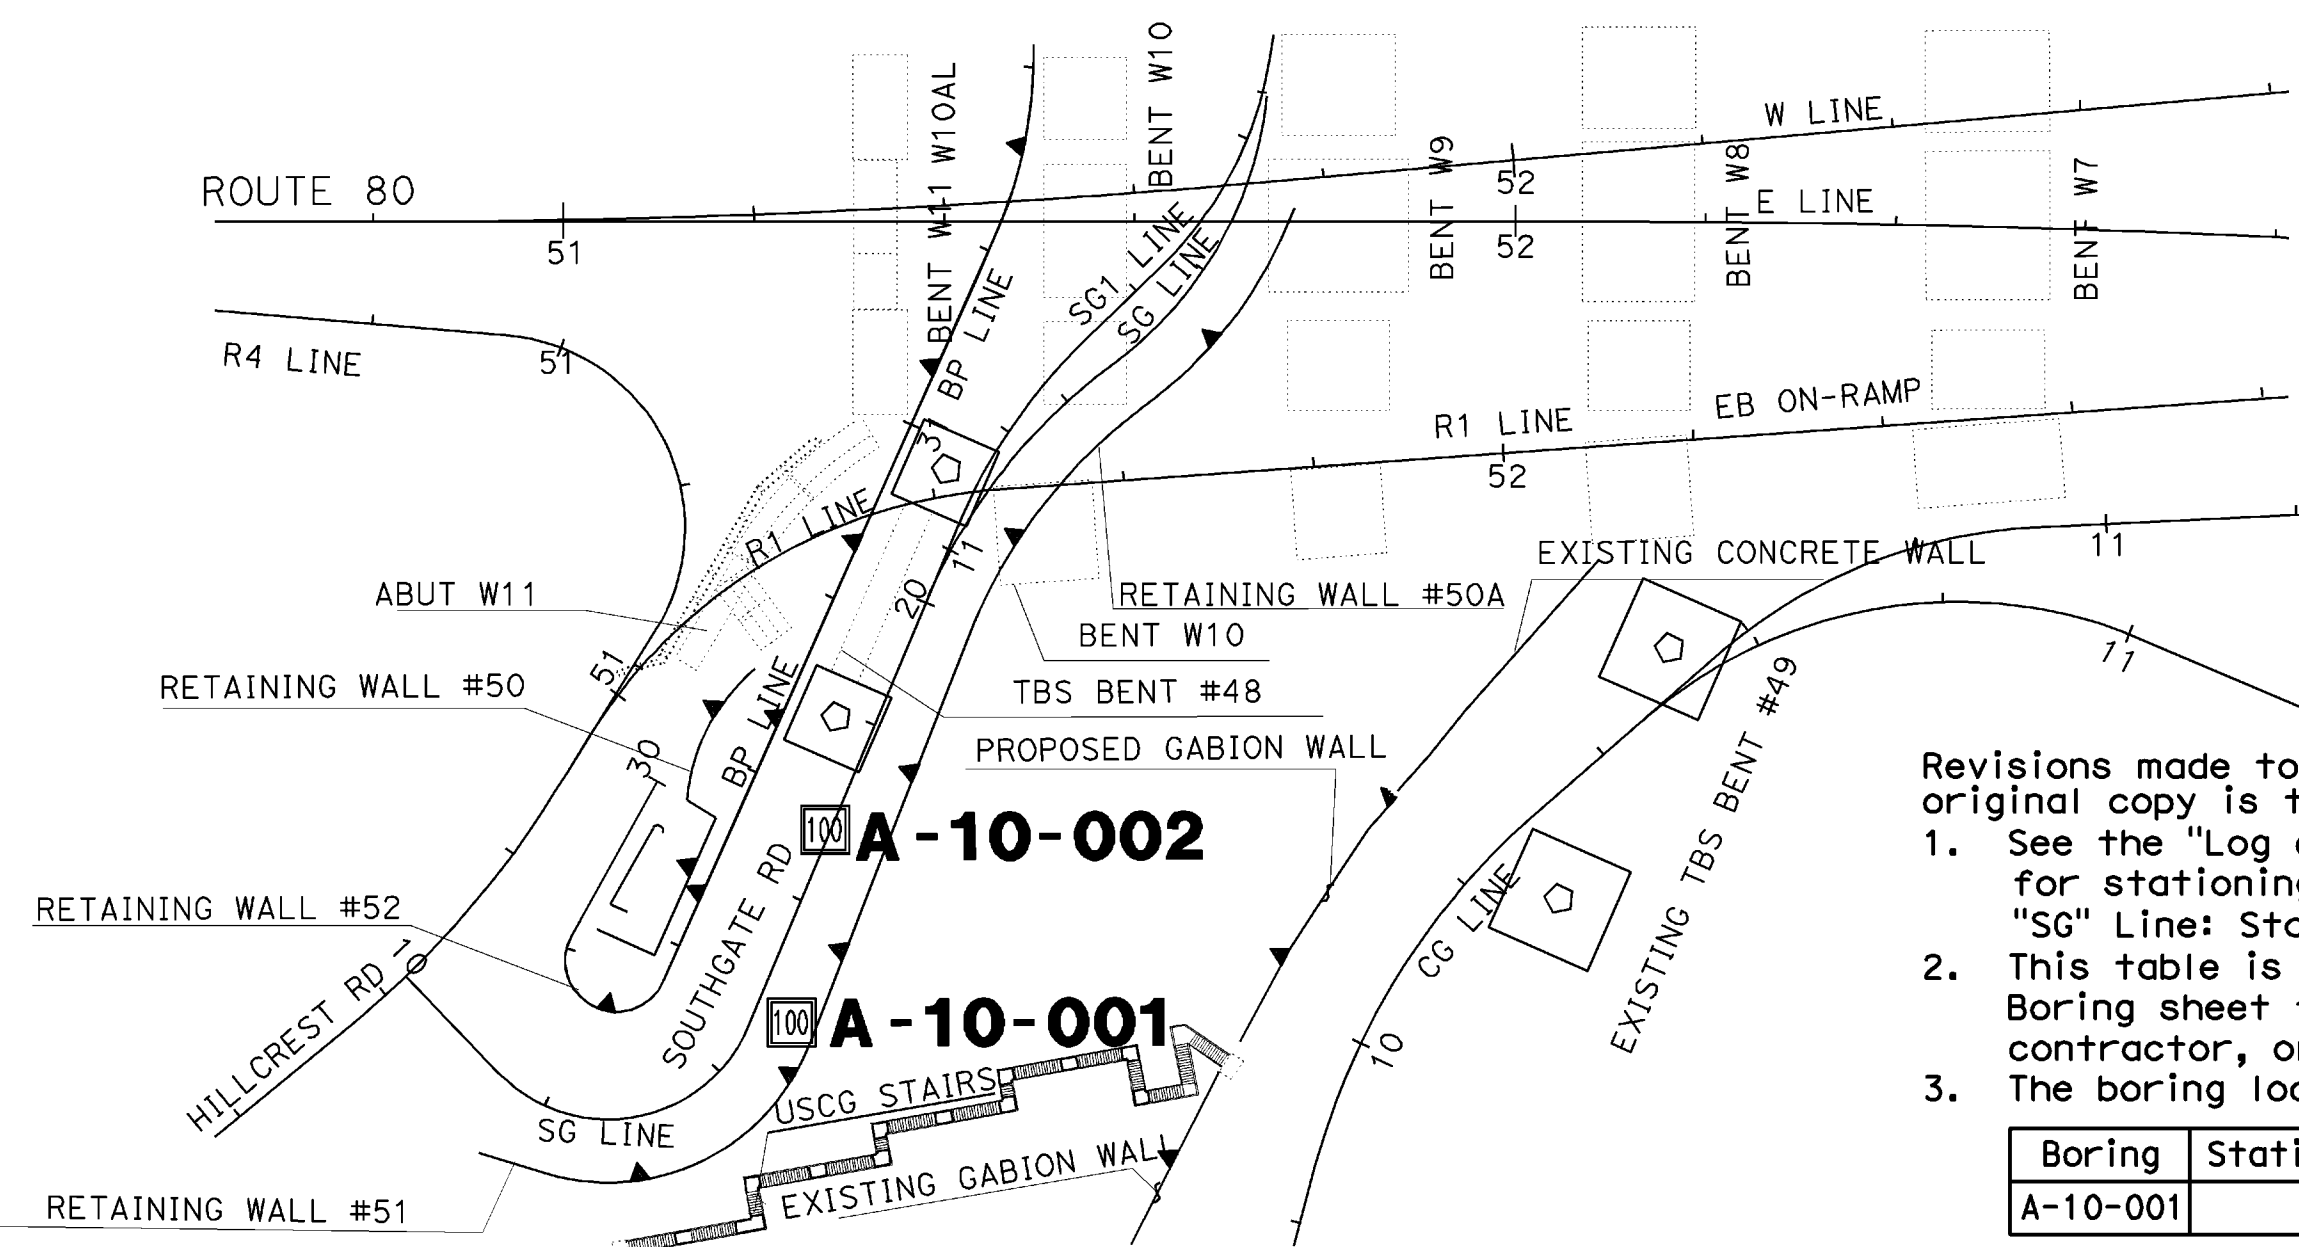 BENT W11 W10AL
BENT W10
W LINE
ROUTE 80
52
BENT W9
BENT W8
BENT W7
E LINE
51
52
SG1 LINE
SG LINE
BP LINE
R4 LINE
51
EB ON-RAMP
R1 LINE
52
31
R1 LINE
11
20
EXISTING CONCRETE WALL
11
ABUT W11
RETAINING WALL #50A
BENT W10
11
51
RETAINING WALL #50
TBS BENT #48
BP LINE
PROPOSED GABION WALL
30
EXISTING TBS BENT #49
Revisions made to
original copy is
1. See the "Log
for stationing
"SG" Line:
2. This table is
Boring sheet
contractor,
3. The boring
100 A-10-002
RETAINING WALL #52
SOUTHGATE RD
CG LINE
10
HILLCREST RD
100 A-10-001
10
USCG STAIRS
SG LINE
EXISTING GABION WALL
RETAINING WALL #51
Boring
A-10-001